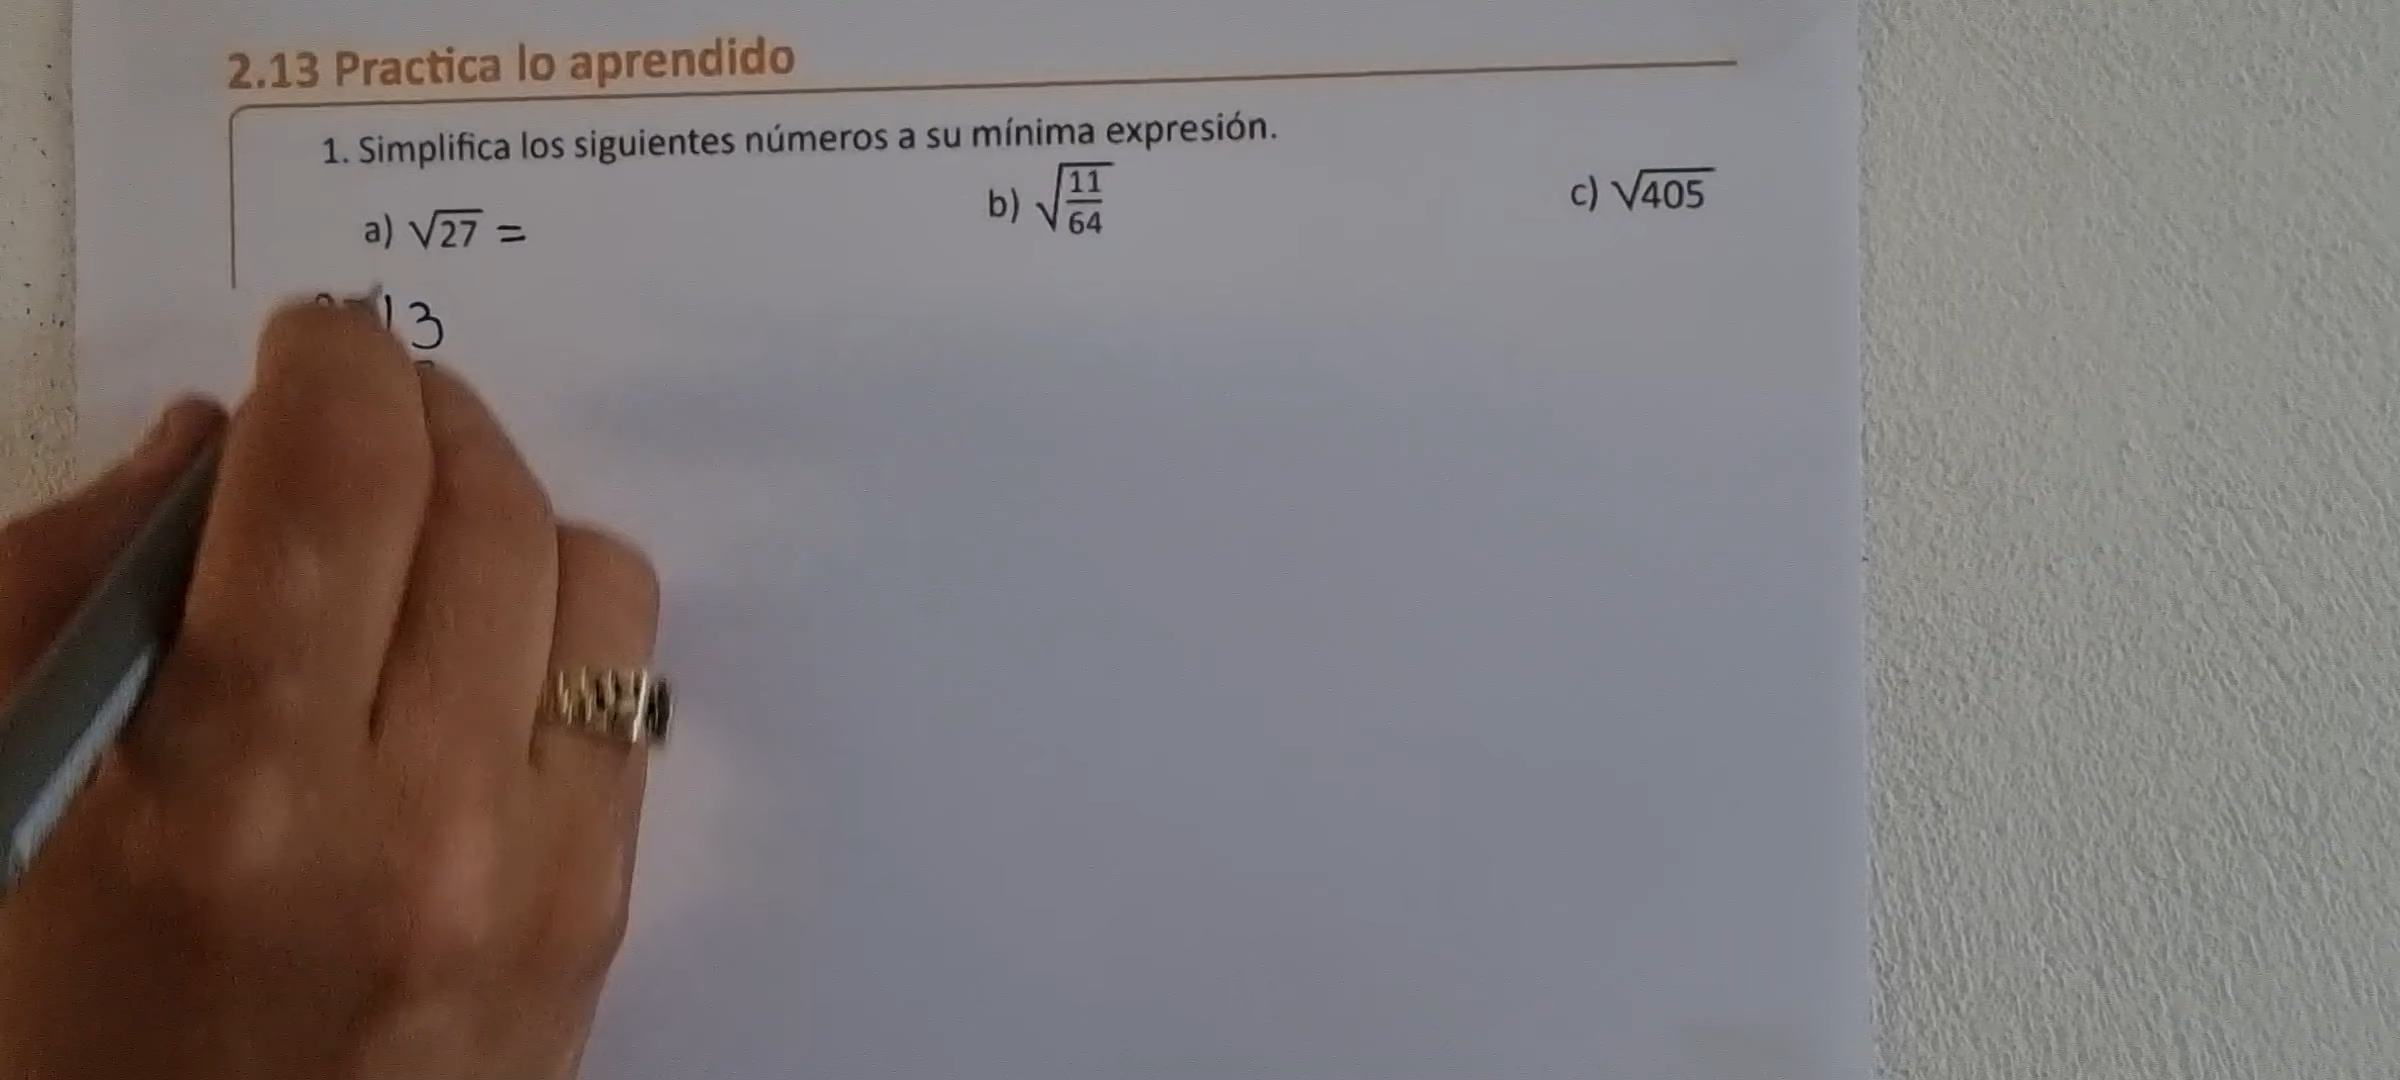 2.13 Practica lo aprendido
1. Simplifica los siguientes números a su mínima expresión.
a) √27 =
b) √11/64
c) √405
3